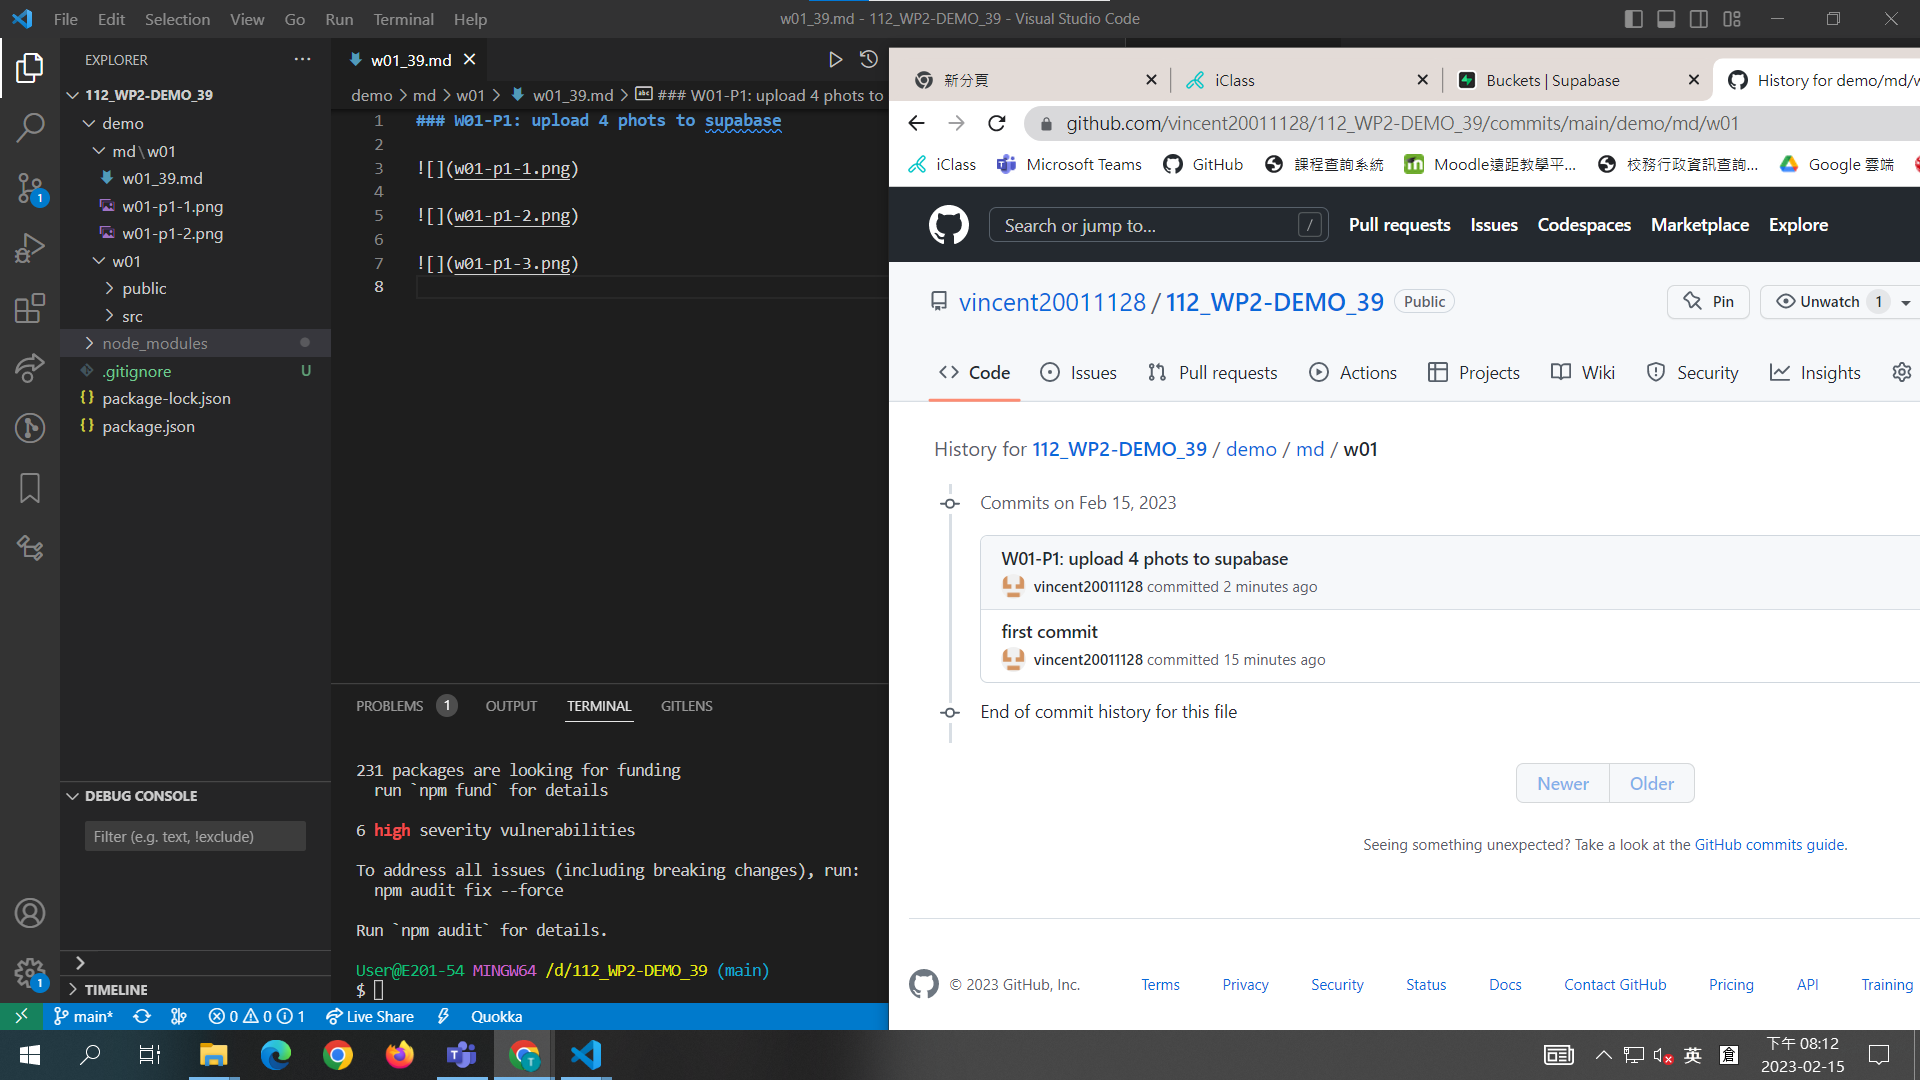 File Edit Selection View Go Run Terminal Help
w01_39.md - 112_WP2-DEMO_39 - Visual Studio Code
EXPLORER
112_WP2-DEMO_39
demo
md\w01
w01_39.md
w01-p1-1.png
w01-p1-2.png
w01
public
src
node_modules
.gitignore U
package-lock.json
package.json
DEBUG CONSOLE
Filter (e.g. text, !exclude)
TIMELINE
1
1
w01_39.md
demo > md > w01 > w01_39.md > ### W01-P1: upload 4 phots to
1 ### W01-P1: upload 4 phots to supabase
2
3 ![](w01-p1-1.png)
4
5 ![](w01-p1-2.png)
6
7 ![](w01-p1-3.png)
8
PROBLEMS 1 OUTPUT TERMINAL GITLENS
231 packages are looking for funding
run `npm fund` for details
6 high severity vulnerabilities
To address all issues (including breaking changes), run:
npm audit fix --force
Run `npm audit` for details.
User@E201-54 MINGW64 /d/112_WP2-DEMO_39 (main)
$
main* 0 0 1 Live Share Quokka
新分頁
iClass
Buckets | Supabase
History for demo/md/w
github.com/vincent20011128/112_WP2-DEMO_39/commits/main/demo/md/w01
iClass Microsoft Teams GitHub 課程查詢系統 Moodle遠距教學平... 校務行政資訊查詢... Google 雲端
Search or jump to... /
Pull requests Issues Codespaces Marketplace Explore
vincent20011128 / 112_WP2-DEMO_39 Public
Pin
Unwatch 1
Code Issues Pull requests Actions Projects Wiki Security Insights
History for 112_WP2-DEMO_39 / demo / md / w01
Commits on Feb 15, 2023
W01-P1: upload 4 phots to supabase
vincent20011128 committed 2 minutes ago
first commit
vincent20011128 committed 15 minutes ago
End of commit history for this file
Newer Older
Seeing something unexpected? Take a look at the GitHub commits guide.
© 2023 GitHub, Inc. Terms Privacy Security Status Docs Contact GitHub Pricing API Training
英
倉
下午 08:12
2023-02-15